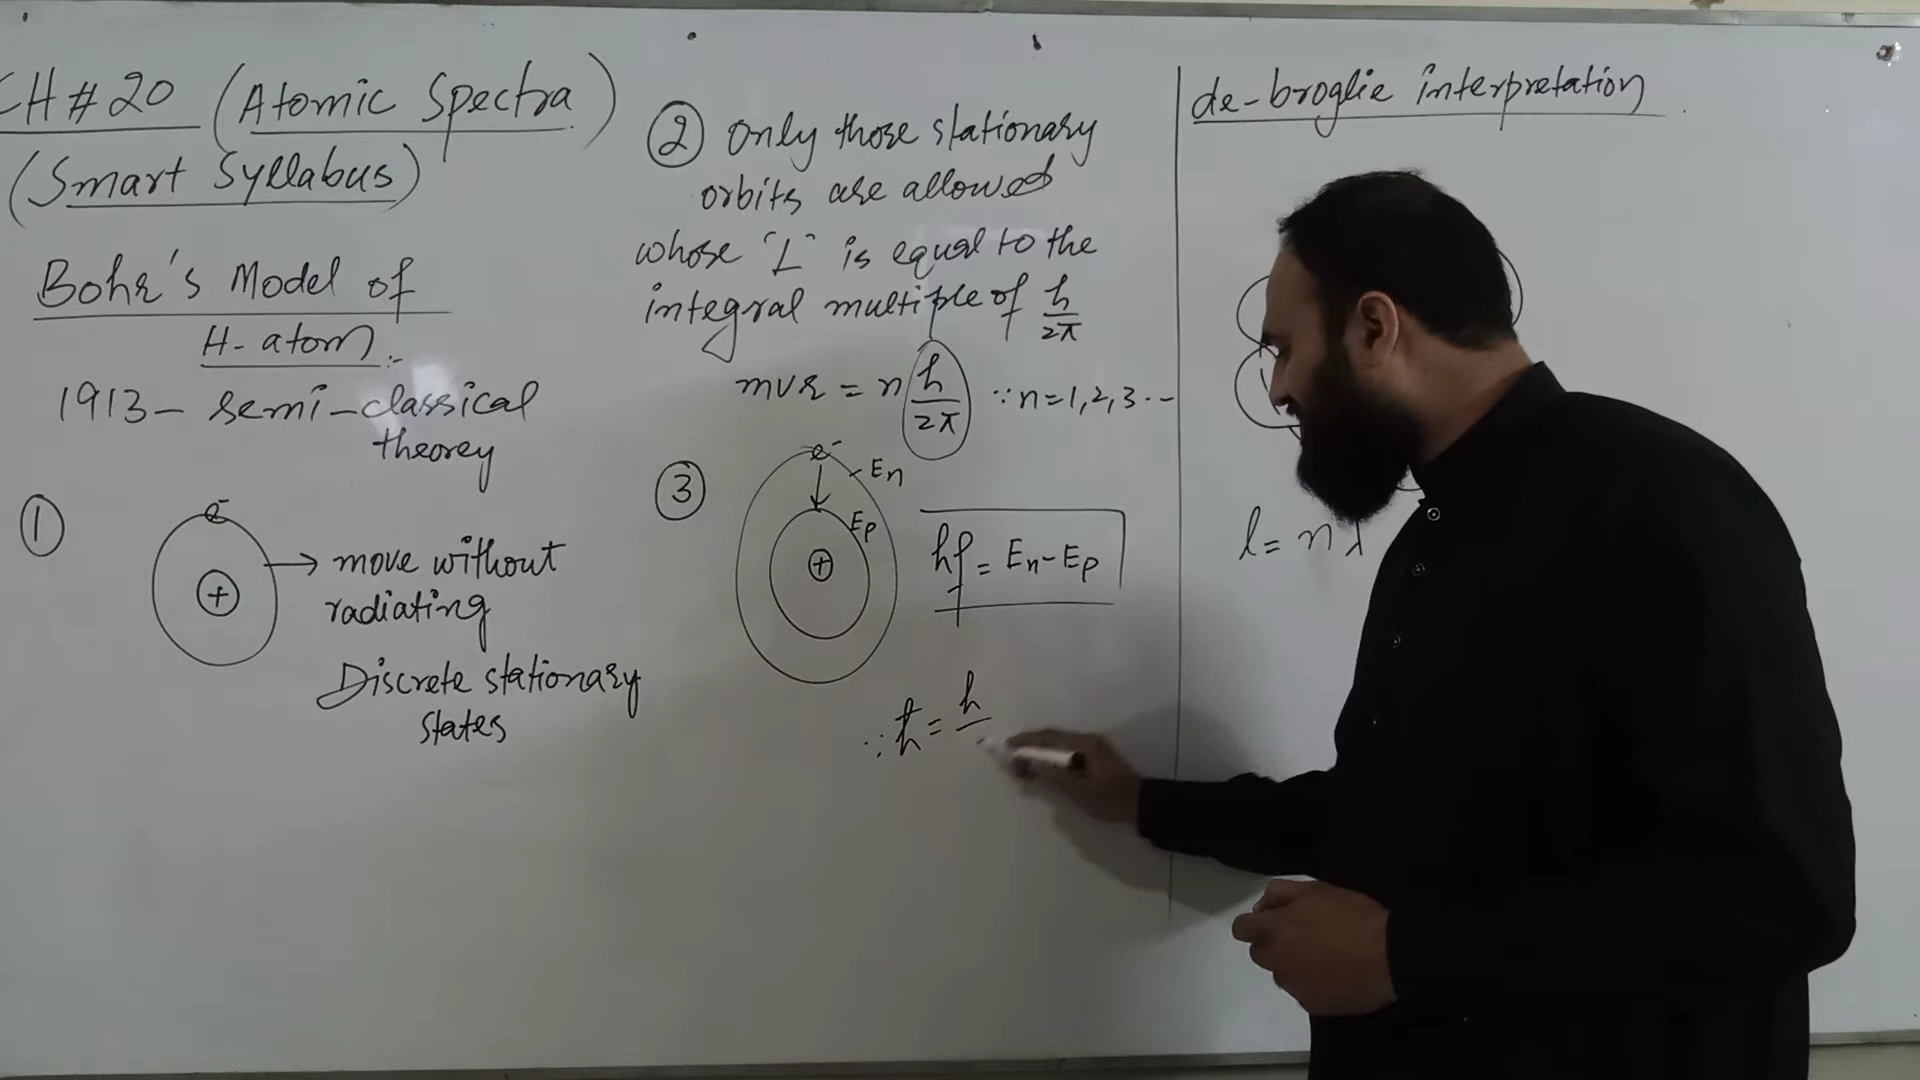 CH # 20 (Atomic Spectra)
(Smart Syllabus)
Bohr's Model of
H-atom:-
1913 - semi-classical
theorey
①
e⁻
+
→ move without
radiating
Discrete stationary
states
② Only those stationary
orbits are allowed
whose "L" is equal to the
integral multiple of h/2π
mvr = n h/2π ∵ n=1,2,3--
③
e⁻
En
Ep
+
hf = En - Ep
∵ ħ = h
de-broglie interpretation
l = nλ